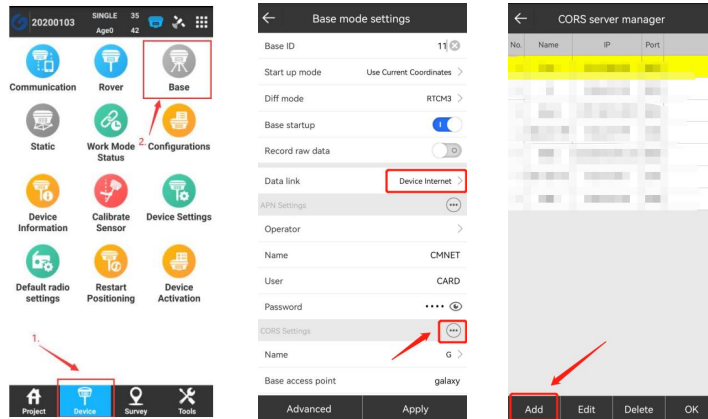 20200103
SINGLE 35
Age0 42
Communication
Rover
Base
2.
Static
Work Mode
Status
Configurations
Device
Information
Calibrate
Sensor
Device Settings
Default radio
settings
Restart
Positioning
Device
Activation
1.
Project
Device
Survey
Tools
Base mode settings
Base ID 11
Start up mode Use Current Coordinates
Diff mode RTCM3
Base startup
Record raw data
Data link Device Internet
APN Settings
Operator
Name CMNET
User CARD
Password ••••
CORS Settings
Name G
Base access point galaxy
Advanced Apply
CORS server manager
No. Name IP Port
Add Edit Delete OK